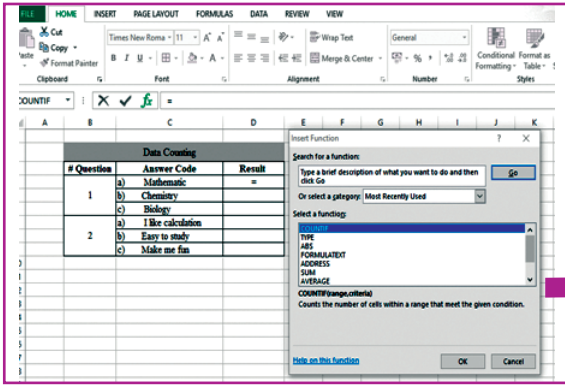 FILE HOME INSERT PAGE LAYOUT FORMULAS DATA REVIEW VIEW
Cut
Copy
Format Painter
Clipboard
Times New Roma 11 A A
B I U A
Font
Wrap Text
Merge & Center
Alignment
General
% ,
Number
Conditional Format as
Formatting Table
Styles
COUNTIF fx =
A B C D E F G H I J K
Data Counting
# Question Answer Code Result
1 a) Mathematic =
b) Chemistry
c) Biology
2 a) I like calculation
b) Easy to study
c) Make me fun
Insert Function ? X
Search for a function:
Type a brief description of what you want to do and then
click Go
Go
Or select a category: Most Recently Used
Select a function:
COUNTIF
TYPE
ABS
FORMULATEXT
ADDRESS
SUM
AVERAGE
COUNTIF(range,criteria)
Counts the number of cells within a range that meet the given condition.
Help on this function
OK Cancel